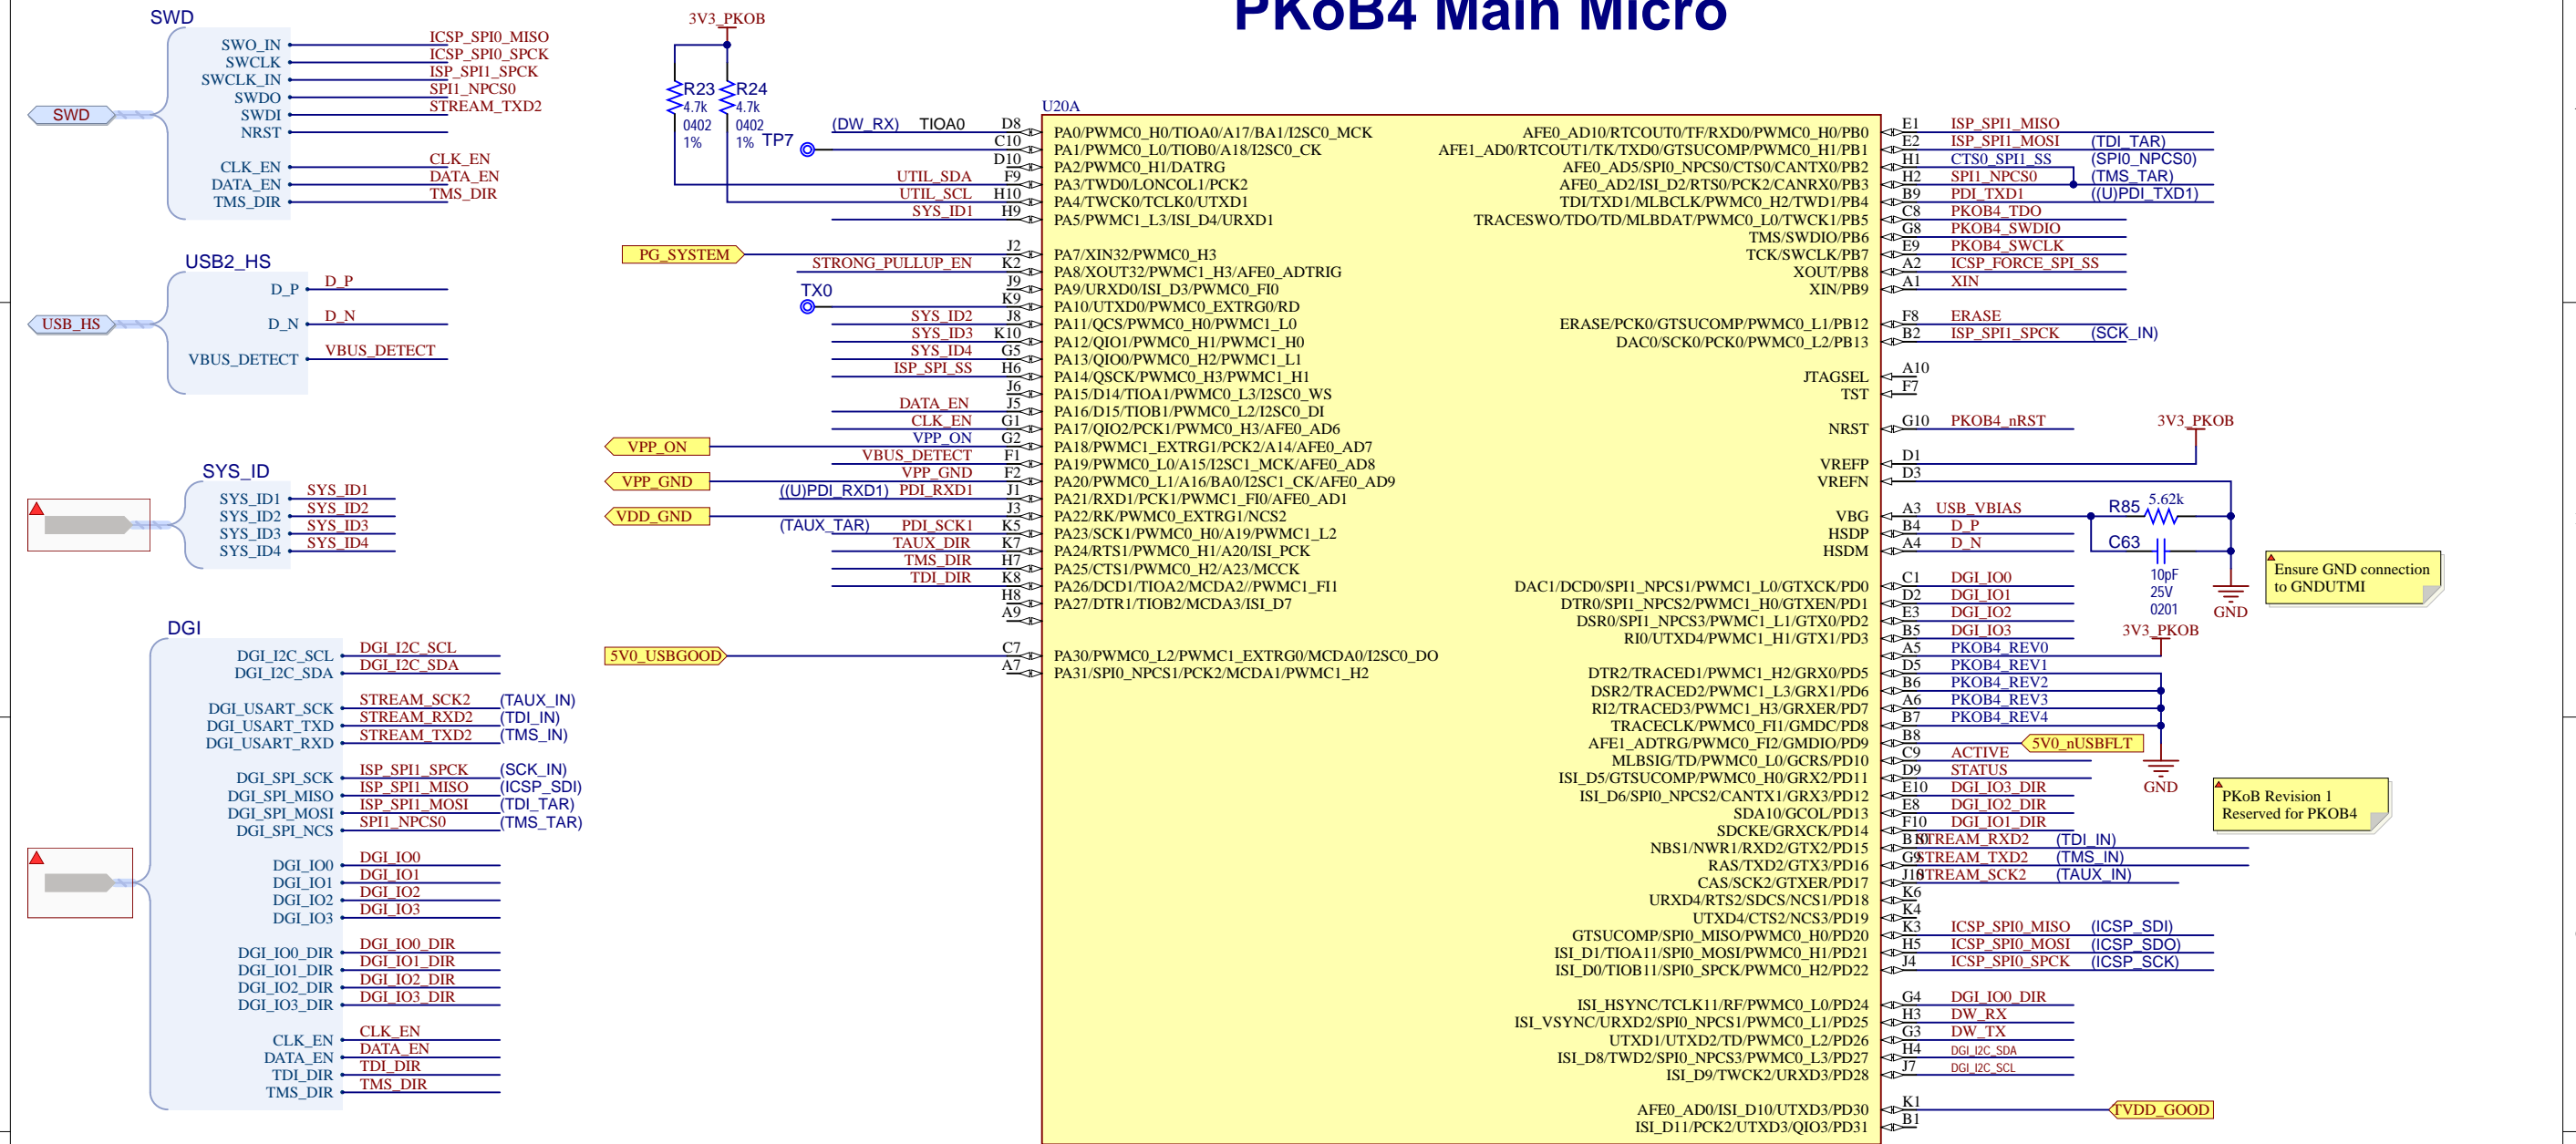 PKoB4 Main Micro
SWD
SWD
SWO_IN ICSP_SPI0_MISO
SWCLK ICSP_SPI0_SPCK
SWCLK_IN ISP_SPI1_SPCK
SWDO SPI1_NPCS0
SWDI STREAM_TXD2
NRST
CLK_EN CLK_EN
DATA_EN DATA_EN
TMS_DIR TMS_DIR
USB2_HS
USB_HS
D_P D_P
D_N D_N
VBUS_DETECT VBUS_DETECT
SYS_ID
SYS_ID1 SYS_ID1
SYS_ID2 SYS_ID2
SYS_ID3 SYS_ID3
SYS_ID4 SYS_ID4
DGI
DGI_I2C_SCL DGI_I2C_SCL
DGI_I2C_SDA DGI_I2C_SDA
DGI_USART_SCK STREAM_SCK2 (TAUX_IN)
DGI_USART_TXD STREAM_RXD2 (TDI_IN)
DGI_USART_RXD STREAM_TXD2 (TMS_IN)
DGI_SPI_SCK ISP_SPI1_SPCK (SCK_IN)
DGI_SPI_MISO ISP_SPI1_MISO (ICSP_SDI)
DGI_SPI_MOSI ISP_SPI1_MOSI (TDI_TAR)
DGI_SPI_NCS SPI1_NPCS0 (TMS_TAR)
DGI_IO0 DGI_IO0
DGI_IO1 DGI_IO1
DGI_IO2 DGI_IO2
DGI_IO3 DGI_IO3
DGI_IO0_DIR DGI_IO0_DIR
DGI_IO1_DIR DGI_IO1_DIR
DGI_IO2_DIR DGI_IO2_DIR
DGI_IO3_DIR DGI_IO3_DIR
CLK_EN CLK_EN
DATA_EN DATA_EN
TDI_DIR TDI_DIR
TMS_DIR TMS_DIR
3V3_PKOB
R23 R24
4.7k 4.7k
0402 0402
1% 1%
U20A
(DW_RX) TIOA0 D8 PA0/PWMC0_H0/TIOA0/A17/BA1/I2SC0_MCK
TP7 C10 PA1/PWMC0_L0/TIOB0/A18/I2SC0_CK
D10 PA2/PWMC0_H1/DATRG
UTIL_SDA F9 PA3/TWD0/LONCOL1/PCK2
UTIL_SCL H10 PA4/TWCK0/TCLK0/UTXD1
SYS_ID1 H9 PA5/PWMC1_L3/ISI_D4/URXD1
PG_SYSTEM J2 PA7/XIN32/PWMC0_H3
STRONG_PULLUP_EN K2 PA8/XOUT32/PWMC1_H3/AFE0_ADTRIG
J9 PA9/URXD0/ISI_D3/PWMC0_FI0
TX0 K9 PA10/UTXD0/PWMC0_EXTRG0/RD
SYS_ID2 J8 PA11/QCS/PWMC0_H0/PWMC1_L0
SYS_ID3 K10 PA12/QIO1/PWMC0_H1/PWMC1_H0
SYS_ID4 G5 PA13/QIO0/PWMC0_H2/PWMC1_L1
ISP_SPI_SS H6 PA14/QSCK/PWMC0_H3/PWMC1_H1
J6 PA15/D14/TIOA1/PWMC0_L3/I2SC0_WS
DATA_EN J5 PA16/D15/TIOB1/PWMC0_L2/I2SC0_DI
CLK_EN G1 PA17/QIO2/PCK1/PWMC0_H3/AFE0_AD6
VPP_ON VPP_ON G2 PA18/PWMC1_EXTRG1/PCK2/A14/AFE0_AD7
VBUS_DETECT F1 PA19/PWMC0_L0/A15/I2SC1_MCK/AFE0_AD8
VPP_GND VPP_GND F2 PA20/PWMC0_L1/A16/BA0/I2SC1_CK/AFE0_AD9
((U)PDI_RXD1) PDI_RXD1 J1 PA21/RXD1/PCK1/PWMC1_FI0/AFE0_AD1
VDD_GND J3 PA22/RK/PWMC0_EXTRG1/NCS2
(TAUX_TAR) PDI_SCK1 K5 PA23/SCK1/PWMC0_H0/A19/PWMC1_L2
TAUX_DIR K7 PA24/RTS1/PWMC0_H1/A20/ISI_PCK
TMS_DIR H7 PA25/CTS1/PWMC0_H2/A23/MCCK
TDI_DIR K8 PA26/DCD1/TIOA2/MCDA2//PWMC1_FI1
H8 PA27/DTR1/TIOB2/MCDA3/ISI_D7
A9
5V0_USBGOOD C7 PA30/PWMC0_L2/PWMC1_EXTRG0/MCDA0/I2SC0_DO
A7 PA31/SPI0_NPCS1/PCK2/MCDA1/PWMC1_H2
AFE0_AD10/RTCOUT0/TF/RXD0/PWMC0_H0/PB0 E1 ISP_SPI1_MISO
AFE1_AD0/RTCOUT1/TK/TXD0/GTSUCOMP/PWMC0_H1/PB1 E2 ISP_SPI1_MOSI (TDI_TAR)
AFE0_AD5/SPI0_NPCS0/CTS0/CANTX0/PB2 H1 CTS0_SPI1_SS (SPI0_NPCS0)
AFE0_AD2/ISI_D2/RTS0/PCK2/CANRX0/PB3 H2 SPI1_NPCS0 (TMS_TAR)
TDI/TXD1/MLBCLK/PWMC0_H2/TWD1/PB4 B9 PDI_TXD1 ((U)PDI_TXD1)
TRACESWO/TDO/TD/MLBDAT/PWMC0_L0/TWCK1/PB5 C8 PKOB4_TDO
TMS/SWDIO/PB6 G8 PKOB4_SWDIO
TCK/SWCLK/PB7 E9 PKOB4_SWCLK
XOUT/PB8 A2 ICSP_FORCE_SPI_SS
XIN/PB9 A1 XIN
ERASE/PCK0/GTSUCOMP/PWMC0_L1/PB12 F8 ERASE
DAC0/SCK0/PCK0/PWMC0_L2/PB13 B2 ISP_SPI1_SPCK (SCK_IN)
JTAGSEL A10
TST F7
NRST G10 PKOB4_nRST
3V3_PKOB
VREFP D1
VREFN D3
VBG A3 USB_VBIAS R85 5.62k
HSDP B4 D_P
HSDM A4 D_N
C63
10pF
25V
0201
GND
Ensure GND connection
to GNDUTMI
DAC1/DCD0/SPI1_NPCS1/PWMC1_L0/GTXCK/PD0 C1 DGI_IO0
DTR0/SPI1_NPCS2/PWMC1_H0/GTXEN/PD1 D2 DGI_IO1
DSR0/SPI1_NPCS3/PWMC1_L1/GTX0/PD2 E3 DGI_IO2
RI0/UTXD4/PWMC1_H1/GTX1/PD3 B5 DGI_IO3
3V3_PKOB
A5 PKOB4_REV0
DTR2/TRACED1/PWMC1_H2/GRX0/PD5 D5 PKOB4_REV1
DSR2/TRACED2/PWMC1_L3/GRX1/PD6 B6 PKOB4_REV2
RI2/TRACED3/PWMC1_H3/GRXER/PD7 A6 PKOB4_REV3
TRACECLK/PWMC0_FI1/GMDC/PD8 B7 PKOB4_REV4
AFE1_ADTRG/PWMC0_FI2/GMDIO/PD9 B8 5V0_nUSBFLT
MLBSIG/TD/PWMC0_L0/GCRS/PD10 C9 ACTIVE
ISI_D5/GTSUCOMP/PWMC0_H0/GRX2/PD11 D9 STATUS
GND
ISI_D6/SPI0_NPCS2/CANTX1/GRX3/PD12 E10 DGI_IO3_DIR
SDA10/GCOL/PD13 E8 DGI_IO2_DIR
SDCKE/GRXCK/PD14 F10 DGI_IO1_DIR
PKoB Revision 1
Reserved for PKOB4
NBS1/NWR1/RXD2/GTX2/PD15 B10 STREAM_RXD2 (TDI_IN)
RAS/TXD2/GTX3/PD16 G9 STREAM_TXD2 (TMS_IN)
CAS/SCK2/GTXER/PD17 J10 STREAM_SCK2 (TAUX_IN)
URXD4/RTS2/SDCS/NCS1/PD18 K6
UTXD4/CTS2/NCS3/PD19 K4
GTSUCOMP/SPI0_MISO/PWMC0_H0/PD20 K3 ICSP_SPI0_MISO (ICSP_SDI)
ISI_D1/TIOA11/SPI0_MOSI/PWMC0_H1/PD21 H5 ICSP_SPI0_MOSI (ICSP_SDO)
ISI_D0/TIOB11/SPI0_SPCK/PWMC0_H2/PD22 J4 ICSP_SPI0_SPCK (ICSP_SCK)
ISI_HSYNC/TCLK11/RF/PWMC0_L0/PD24 G4 DGI_IO0_DIR
ISI_VSYNC/URXD2/SPI0_NPCS1/PWMC0_L1/PD25 H3 DW_RX
UTXD1/UTXD2/TD/PWMC0_L2/PD26 G3 DW_TX
ISI_D8/TWD2/SPI0_NPCS3/PWMC0_L3/PD27 H4 DGI_I2C_SDA
ISI_D9/TWCK2/URXD3/PD28 J7 DGI_I2C_SCL
AFE0_AD0/ISI_D10/UTXD3/PD30 K1 TVDD_GOOD
ISI_D11/PCK2/UTXD3/QIO3/PD31 B1